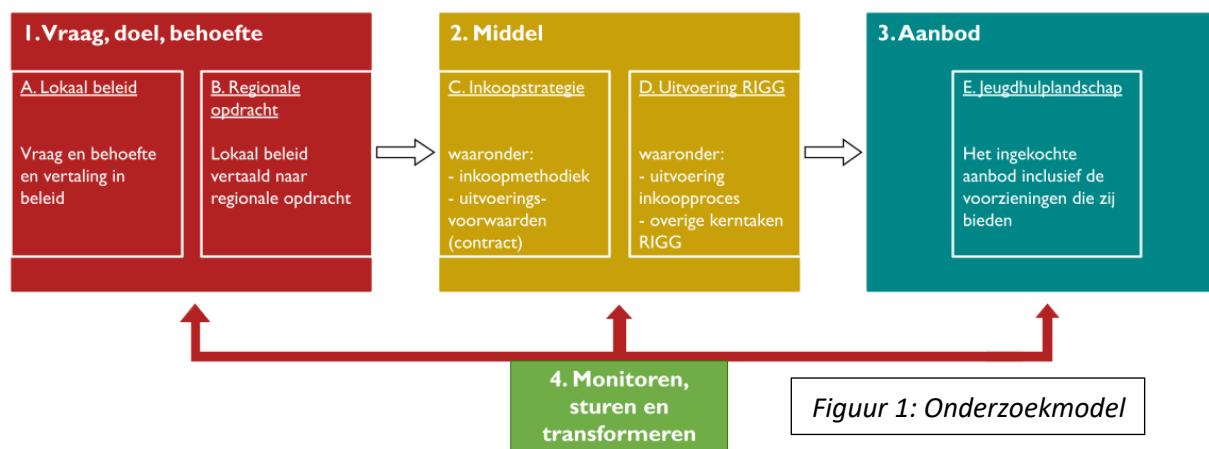 1. Vraag, doel, behoefte
A. Lokaal beleid
Vraag en behoefte
en vertaling in
beleid
B. Regionale
opdracht
Lokaal beleid
vertaald naar
regionale opdracht
2. Middel
C. Inkoopstrategie
waaronder:
- inkoopmethodiek
- uitvoerings-
voorwaarden
(contract)
D. Uitvoering RIGG
waaronder:
- uitvoering
inkoopproces
- overige kerntaken
RIGG
3. Aanbod
E. Jeugdhulplandschap
Het ingekochte
aanbod inclusief de
voorzieningen die zij
bieden
4. Monitoren,
sturen en
transformeren
Figuur 1: Onderzoekmodel